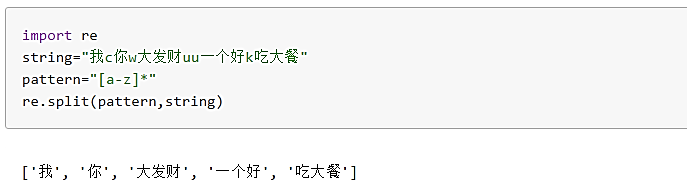 import re
string="我c你w大发财uu一个好k吃大餐"
pattern="[a-z]*"
re.split(pattern,string)
['我', '你', '大发财', '一个好', '吃大餐']